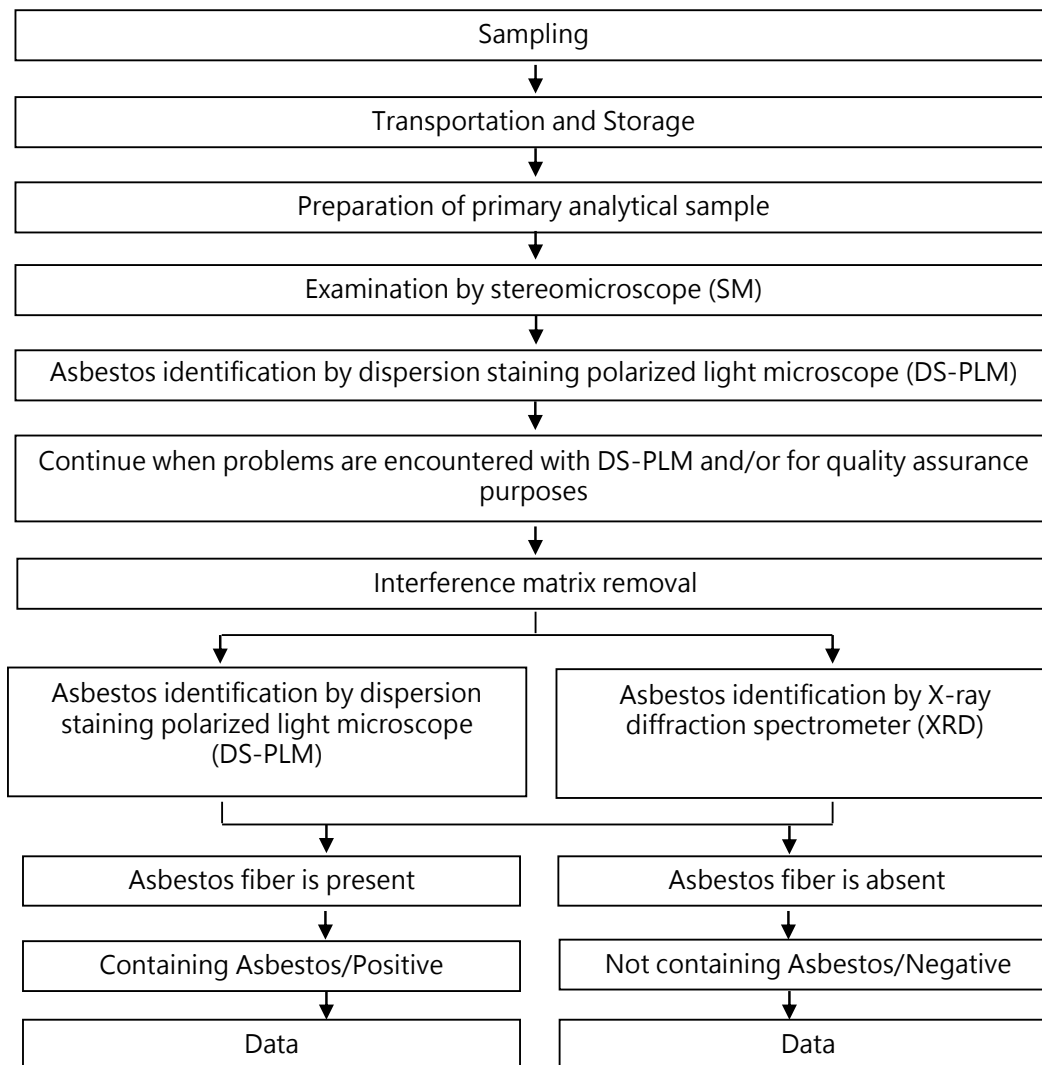 Sampling
Transportation and Storage
Preparation of primary analytical sample
Examination by stereomicroscope (SM)
Asbestos identification by dispersion staining polarized light microscope (DS-PLM)
Continue when problems are encountered with DS-PLM and/or for quality assurance
purposes
Interference matrix removal
Asbestos identification by dispersion
staining polarized light microscope
(DS-PLM)
Asbestos identification by X-ray
diffraction spectrometer (XRD)
Asbestos fiber is present
Asbestos fiber is absent
Containing Asbestos/Positive
Not containing Asbestos/Negative
Data
Data